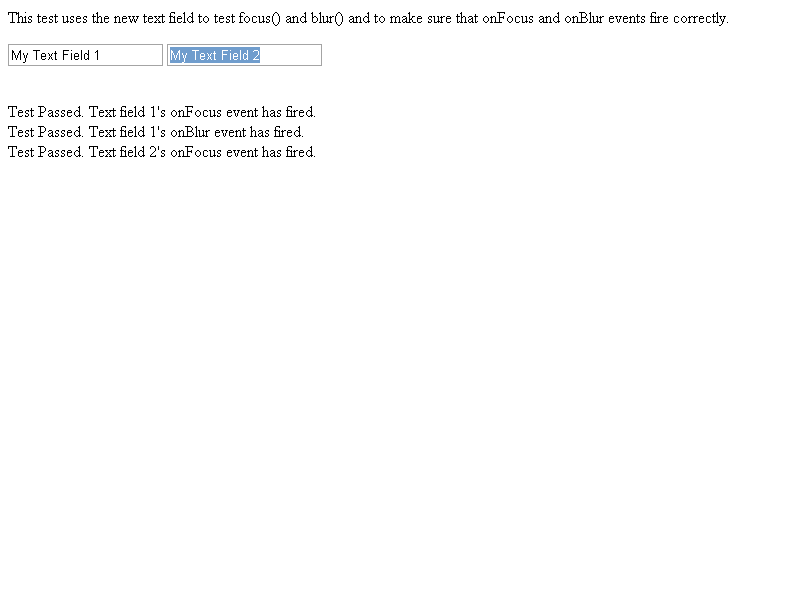 This test uses the new text field to test focus() and blur() and to make sure that onFocus and onBlur events fire correctly.
My Text Field 1 My Text Field 2
Test Passed. Text field 1's onFocus event has fired.
Test Passed. Text field 1's onBlur event has fired.
Test Passed. Text field 2's onFocus event has fired.